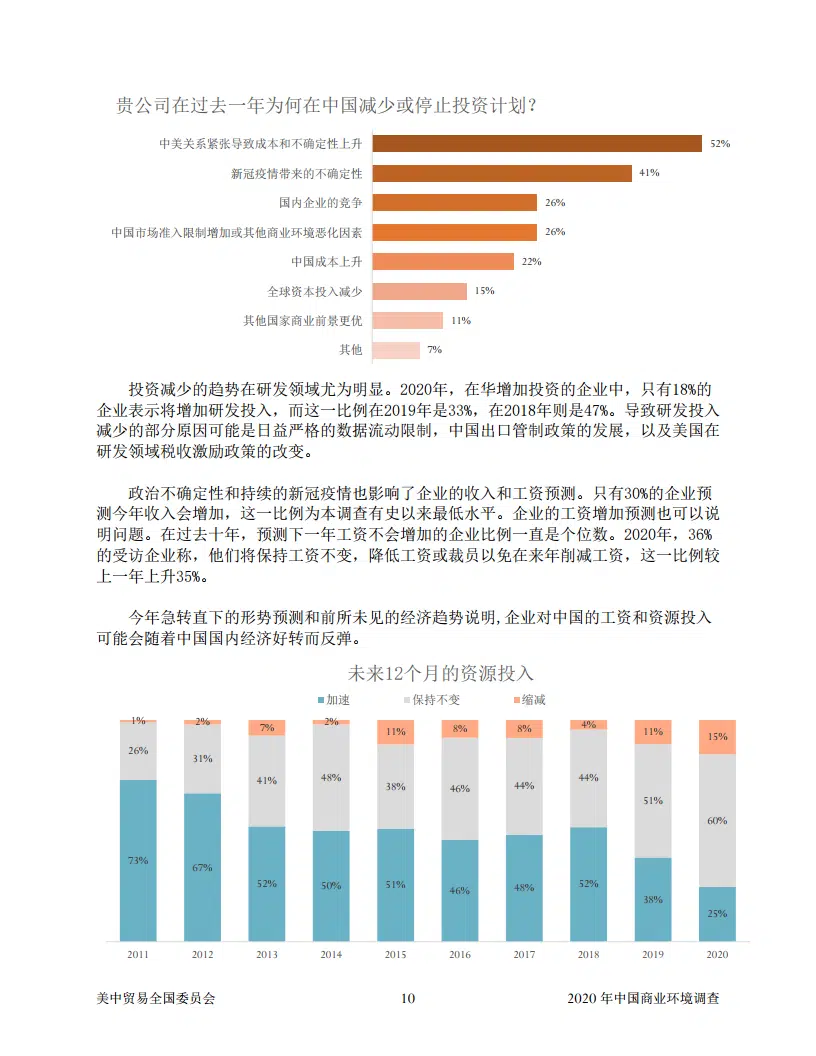 贵公司在过去一年为何在中国减少或停止投资计划？
中美关系紧张导致成本和不确定性上升 52%
新冠疫情带来的不确定性 41%
国内企业的竞争 26%
中国市场准入限制增加或其他商业环境恶化因素 26%
中国成本上升 22%
全球资本投入减少 15%
其他国家商业前景更优 11%
其他 7%
投资减少的趋势在研发领域尤为明显。2020年，在华增加投资的企业中，只有18%的
企业表示将增加研发投入，而这一比例在2019年是33%，在2018年则是47%。导致研发投入
减少的部分原因可能是日益严格的数据流动限制，中国出口管制政策的发展，以及美国在
研发领域税收激励政策的改变。
政治不确定性和持续的新冠疫情也影响了企业的收入和工资预测。只有30%的企业预
测今年收入会增加，这一比例为本调查有史以来最低水平。企业的工资增加预测也可以说
明问题。在过去十年，预测下一年工资不会增加的企业比例一直是个位数。2020年，36%
的受访企业称，他们将保持工资不变，降低工资或裁员以免在来年削减工资，这一比例较
上一年上升35%。
今年急转直下的形势预测和前所未见的经济趋势说明,企业对中国的工资和资源投入
可能会随着中国国内经济好转而反弹。
未来12个月的资源投入
加速 保持不变 缩减
1% 2% 7% 2% 11% 8% 8% 4% 11% 15%
26% 31% 41% 48% 38% 46% 44% 44% 51% 60%
73% 67% 52% 50% 51% 46% 48% 52% 38% 25%
2011 2012 2013 2014 2015 2016 2017 2018 2019 2020
美中贸易全国委员会 10 2020 年中国商业环境调查